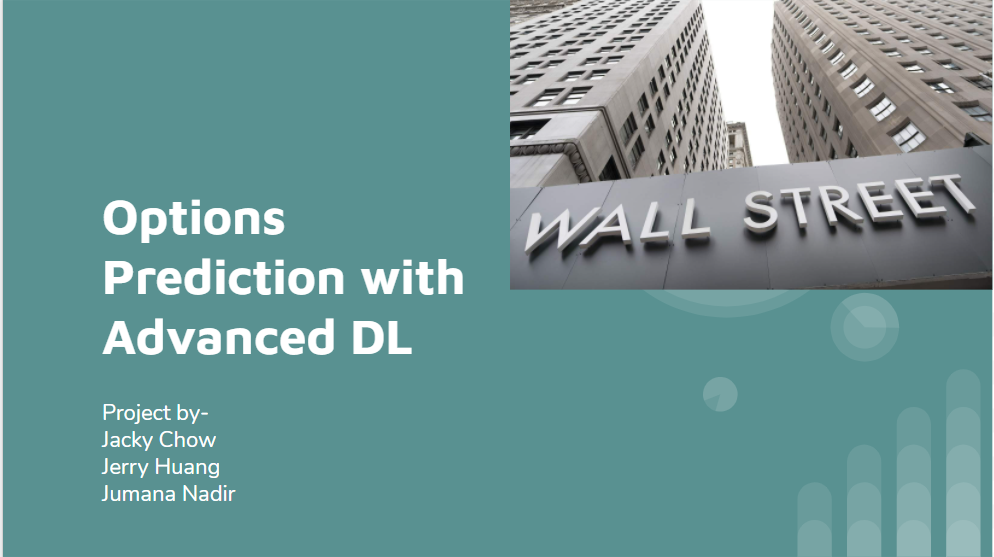 WALL STREET
Options
Prediction with
Advanced DL
Project by-
Jacky Chow
Jerry Huang
Jumana Nadir